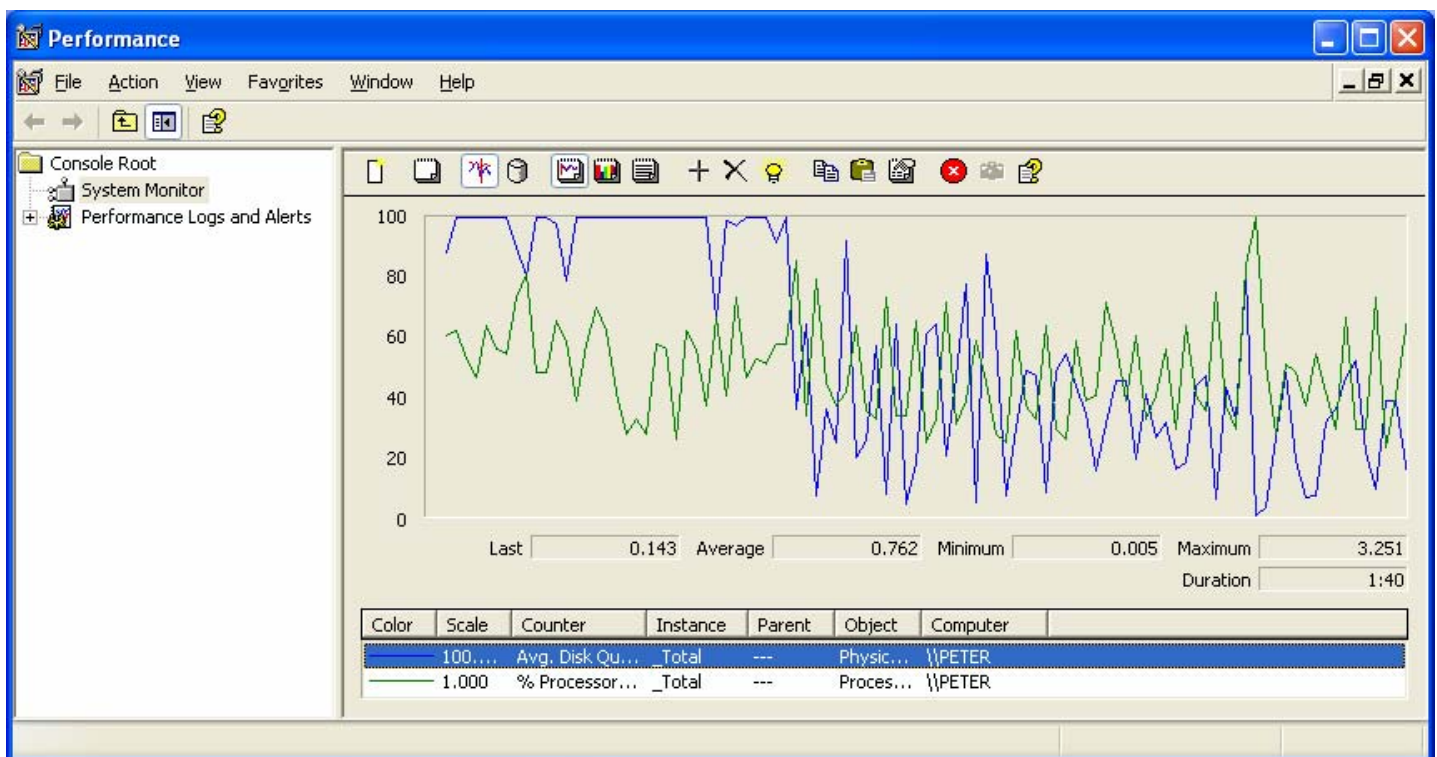 Performance
File Action View Favorites Window Help
Console Root
System Monitor
Performance Logs and Alerts
100
80
60
40
20
0
Last 0.143 Average 0.762 Minimum 0.005 Maximum 3.251
Duration 1:40
Color Scale Counter Instance Parent Object Computer
100.... Avg. Disk Qu... _Total --- Physic... \\PETER
1.000 % Processor... _Total --- Proces... \\PETER